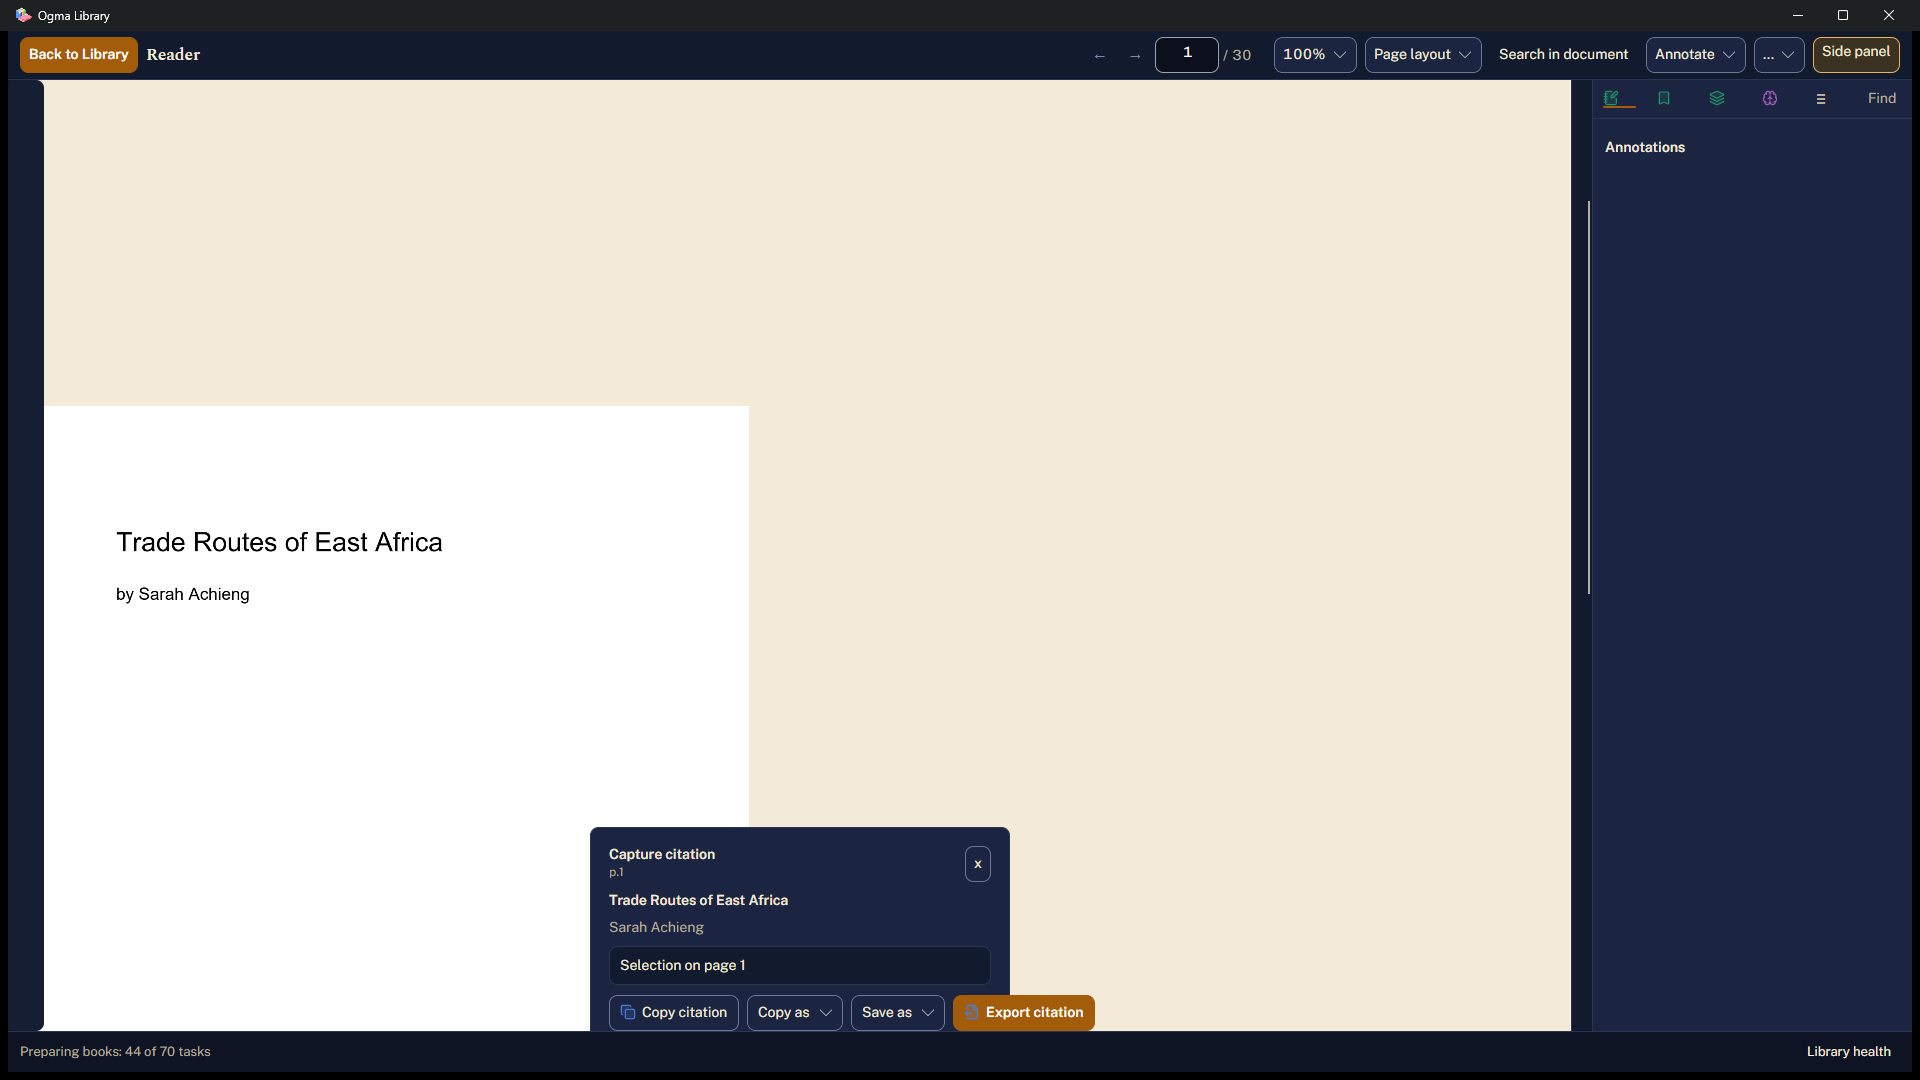 Ogma Library
Back to Library Reader ← → 1 / 30 100% Page layout Search in document Annotate ... Side panel
Find
Annotations
Trade Routes of East Africa
by Sarah Achieng
Capture citation
p.1
x
Trade Routes of East Africa
Sarah Achieng
Selection on page 1
Copy citation Copy as Save as Export citation
Preparing books: 44 of 70 tasks Library health